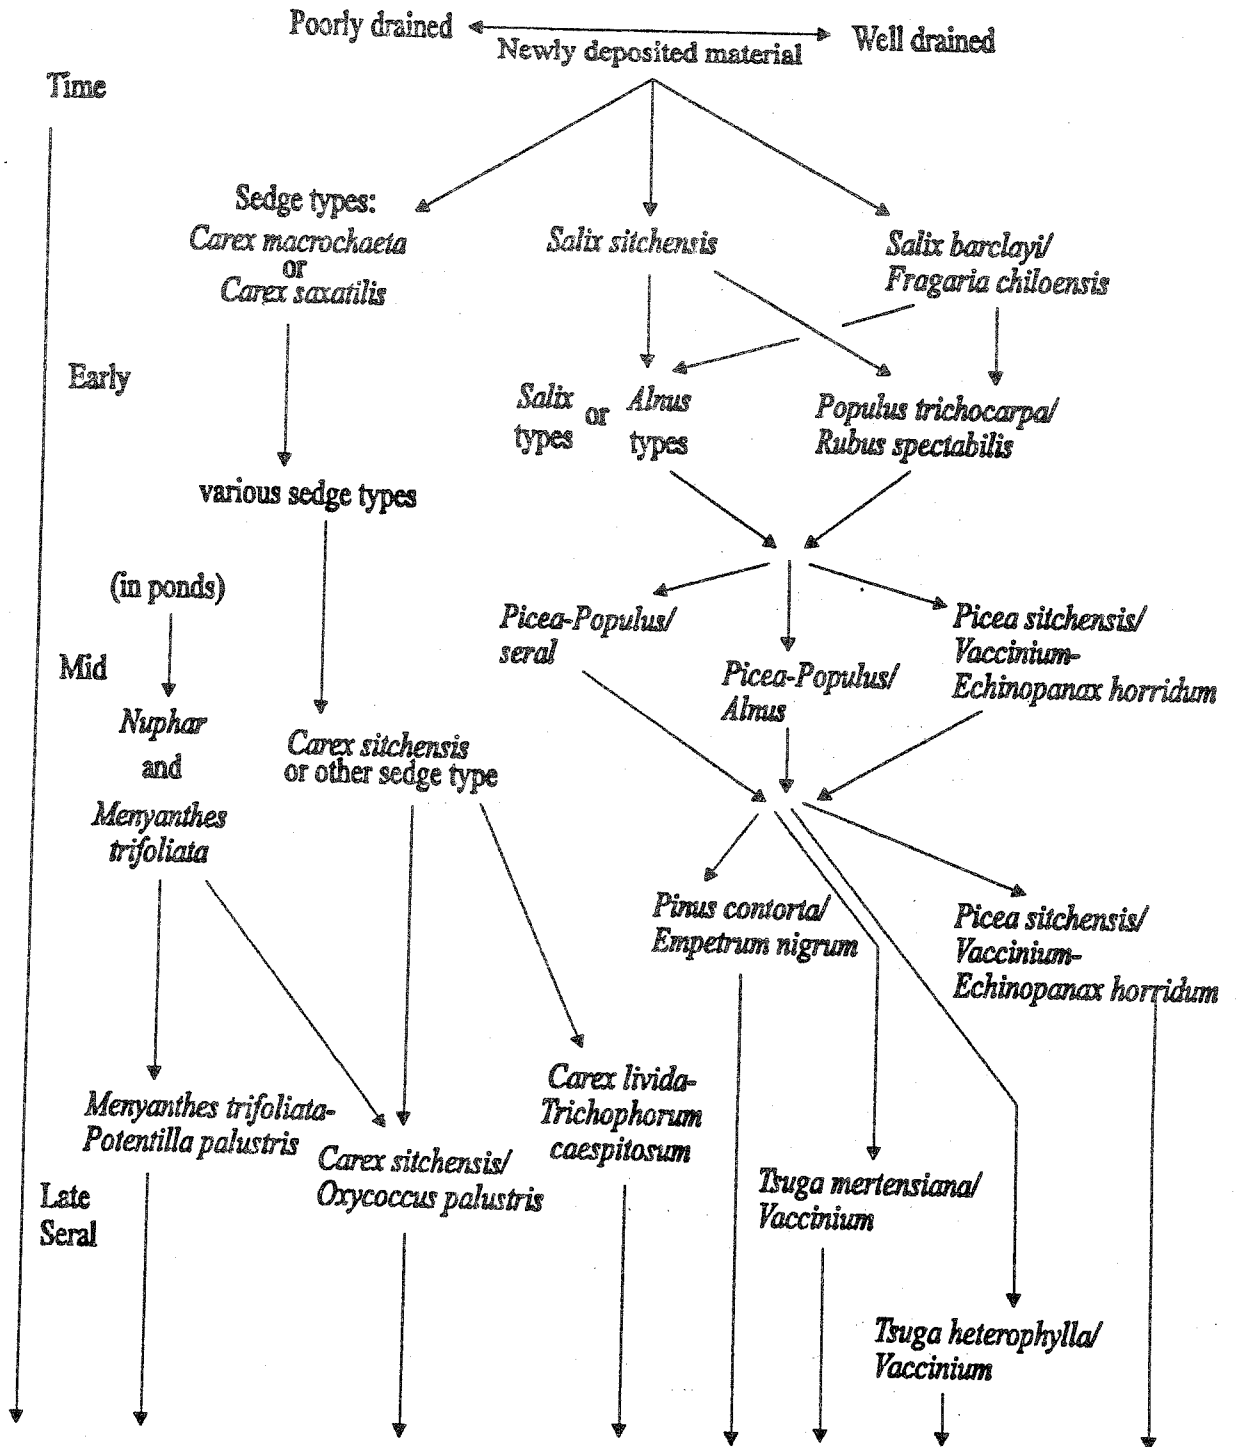 Poorly drained
Well drained
Newly deposited material
Time
Sedge types:
Carex macrochaeta
or
Carex saxatilis
Salix sitchensis
Salix barclayi/
Fragaria chiloensis
Early
Salix
types
or
Alnus
types
Populus trichocarpa/
Rubus spectabilis
various sedge types
(in ponds)
Mid
Picea-Populus/
seral
Picea-Populus/
Alnus
Picea sitchensis/
Vaccinium-
Echinopanax horridum
Nuphar
and
Menyanthes
trifoliata
Carex sitchensis
or other sedge type
Pinus contorta/
Empetrum nigrum
Picea sitchensis/
Vaccinium-
Echinopanax horridum
Menyanthes trifoliata-
Potentilla palustris
Carex sitchensis/
Oxycoccus palustris
Carex livida-
Trichophorum
caespitosum
Tsuga mertensiana/
Vaccinium
Late
Seral
Tsuga heterophylla/
Vaccinium